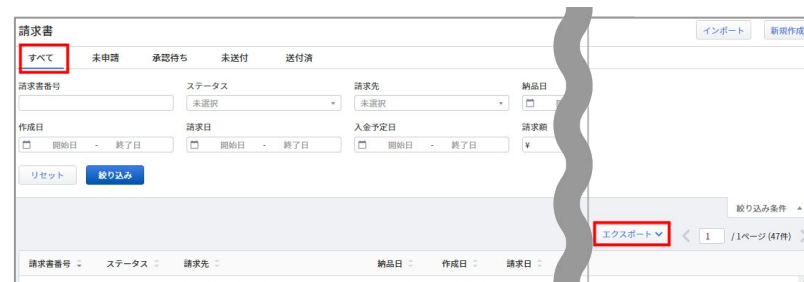 請求書 インポート 新規作成
すべて 未申請 承認待ち 未送付 送付済
請求書番号 ステータス 請求先 納品日
未選択 未選択
作成日 請求日 入金予定日 請求額
開始日 - 終了日 開始日 - 終了日 開始日 - 終了日 ¥
リセット 絞り込み
絞り込み条件
エクスポート 1 / 1ページ (47件)
請求書番号 ステータス 請求先 納品日 作成日 請求日